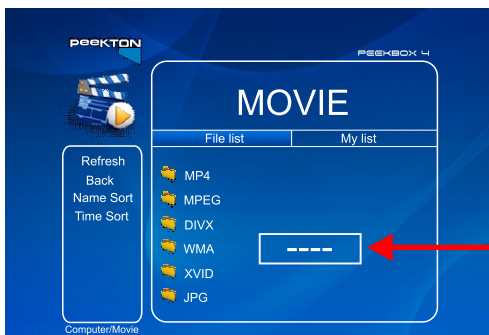 PEEKTON
PEEKBOX 4
MOVIE
File list
My list
Refresh
Back
Name Sort
Time Sort
MP4
MPEG
DIVX
WMA
XVID
JPG
----
Computer/Movie